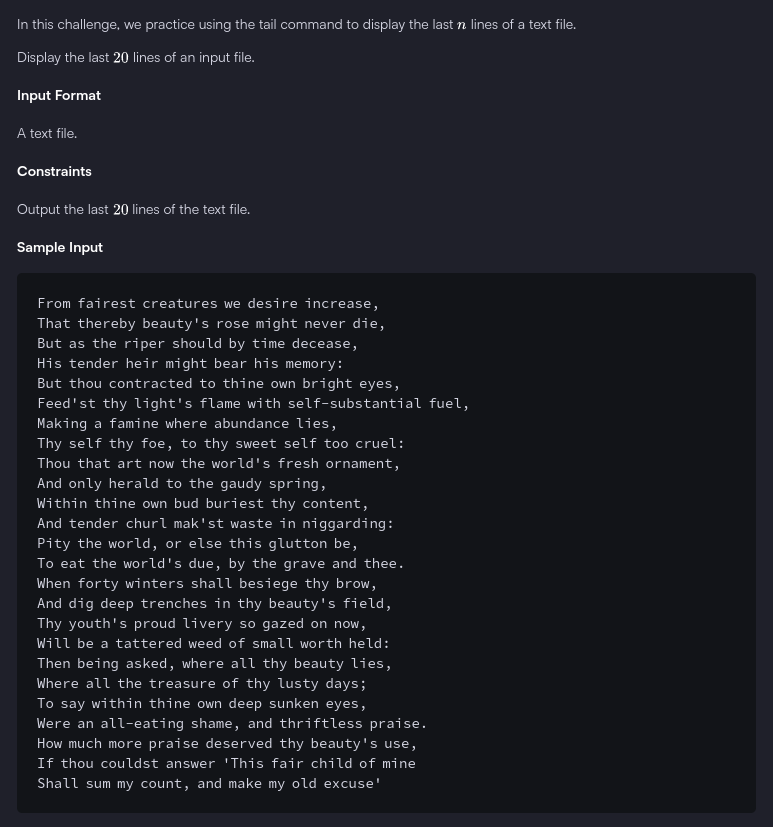 In this challenge, we practice using the tail command to display the last n lines of a text file.
Display the last 20 lines of an input file.
Input Format
A text file.
Constraints
Output the last 20 lines of the text file.
Sample Input
From fairest creatures we desire increase,
That thereby beauty's rose might never die,
But as the riper should by time decease,
His tender heir might bear his memory:
But thou contracted to thine own bright eyes,
Feed'st thy light's flame with self-substantial fuel,
Making a famine where abundance lies,
Thy self thy foe, to thy sweet self too cruel:
Thou that art now the world's fresh ornament,
And only herald to the gaudy spring,
Within thine own bud buriest thy content,
And tender churl mak'st waste in niggarding:
Pity the world, or else this glutton be,
To eat the world's due, by the grave and thee.
When forty winters shall besiege thy brow,
And dig deep trenches in thy beauty's field,
Thy youth's proud livery so gazed on now,
Will be a tattered weed of small worth held:
Then being asked, where all thy beauty lies,
Where all the treasure of thy lusty days;
To say within thine own deep sunken eyes,
Were an all-eating shame, and thriftless praise.
How much more praise deserved thy beauty's use,
If thou couldst answer 'This fair child of mine
Shall sum my count, and make my old excuse'